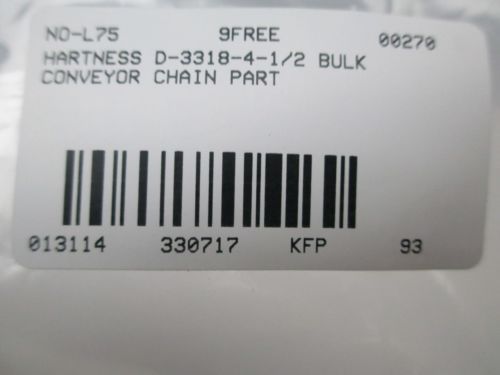 NO-L75 9FREE 00270
HARTNESS D-3318-4-1/2 BULK
CONVEYOR CHAIN PART
013114 330717 KFP 93